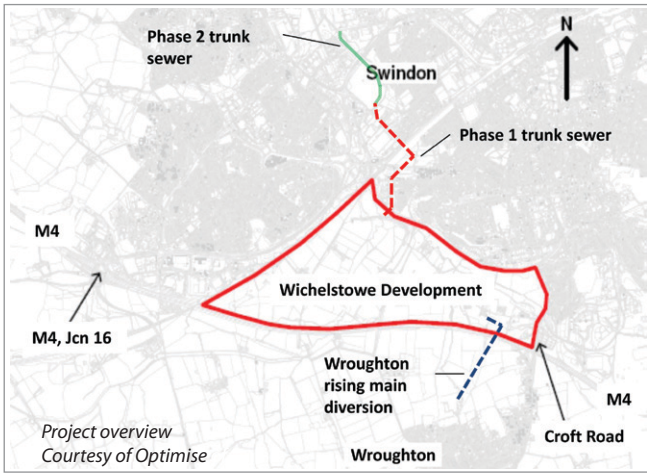 Phase 2 trunk
sewer
N
Swindon
Phase 1 trunk sewer
M4
Wichelstowe Development
M4, Jcn 16
Wroughton
rising main
diversion
M4
Croft Road
Project overview
Courtesy of Optimise
Wroughton